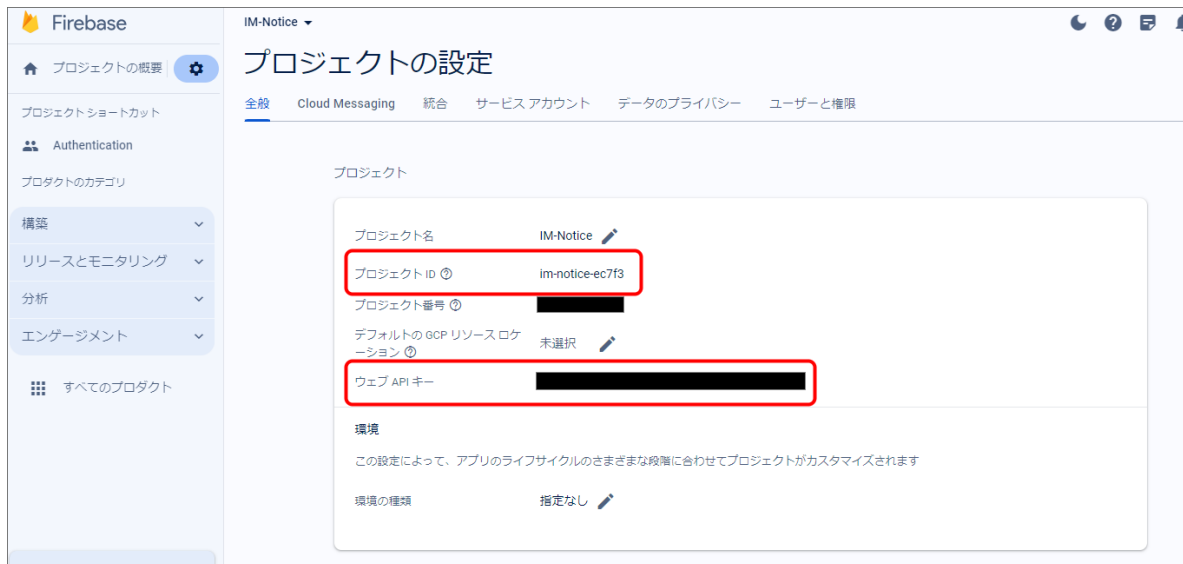 Firebase
IM-Notice
プロジェクトの概要
プロジェクトの設定
プロジェクト ショートカット
Authentication
プロダクトのカテゴリ
構築
リリースとモニタリング
分析
エンゲージメント
すべてのプロダクト
全般 Cloud Messaging 統合 サービス アカウント データのプライバシー ユーザーと権限
プロジェクト
プロジェクト名 IM-Notice
プロジェクト ID im-notice-ec7f3
プロジェクト番号
デフォルトの GCP リソース ロケ
ーション 未選択
ウェブ API キー
環境
この設定によって、アプリのライフサイクルのさまざまな段階に合わせてプロジェクトがカスタマイズされます
環境の種類 指定なし